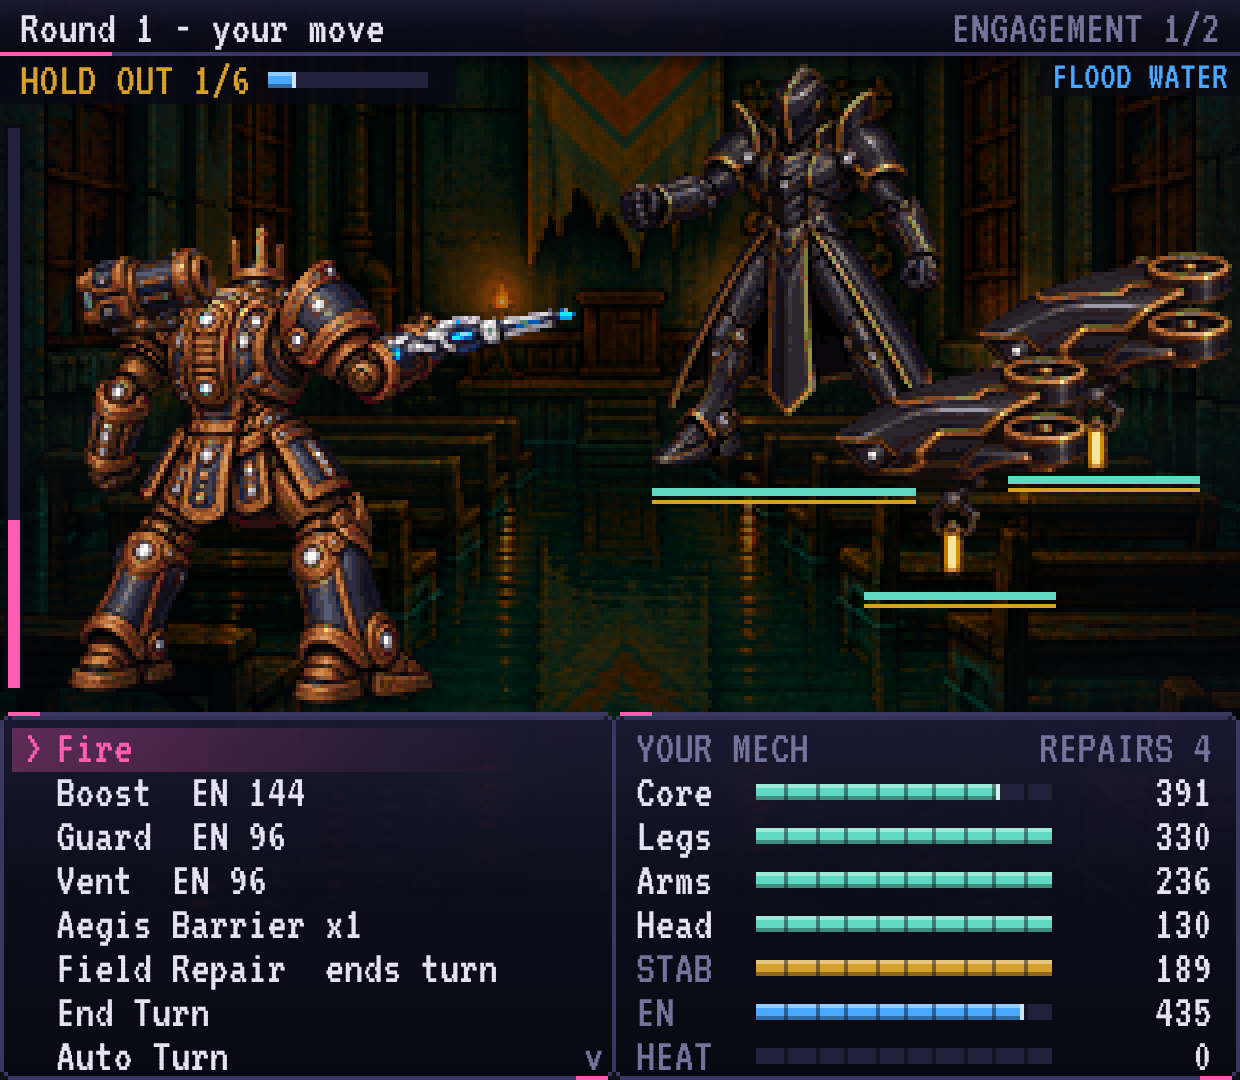 Round 1 - your move
ENGAGEMENT 1/2
HOLD OUT 1/6
FLOOD WATER
> Fire
Boost EN 144
Guard EN 96
Vent EN 96
Aegis Barrier x1
Field Repair ends turn
End Turn
Auto Turn v
YOUR MECH REPAIRS 4
Core 391
Legs 330
Arms 236
Head 130
STAB 189
EN 435
HEAT 0